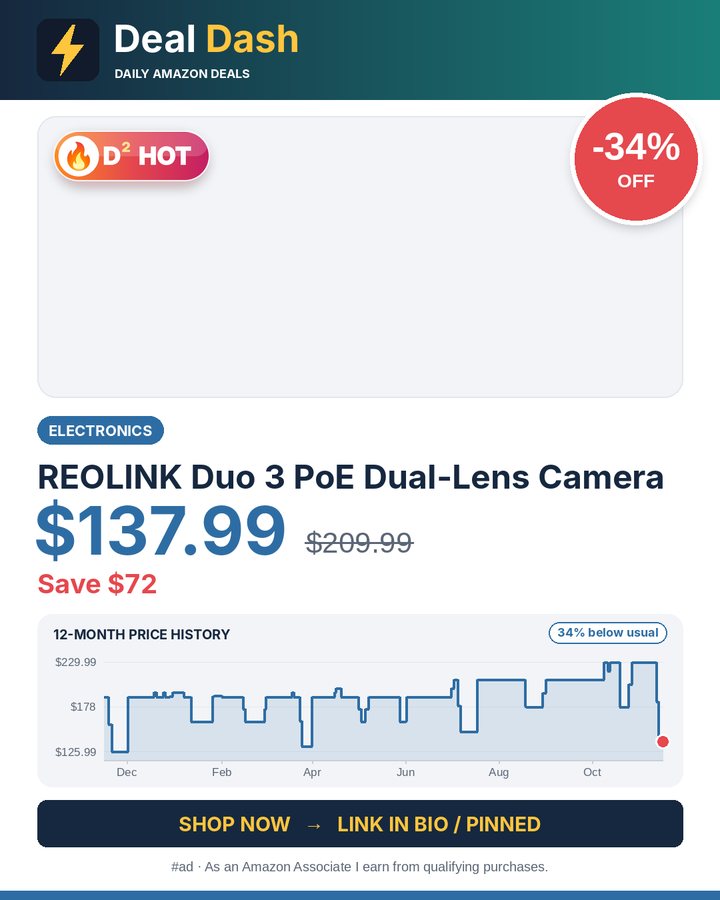 Deal Dash
DAILY AMAZON DEALS
D² HOT
-34%
OFF
ELECTRONICS
REOLINK Duo 3 PoE Dual-Lens Camera
$137.99 $209.99
Save $72
12-MONTH PRICE HISTORY
34% below usual
$229.99
$178
$125.99
Dec Feb Apr Jun Aug Oct
SHOP NOW → LINK IN BIO / PINNED
#ad · As an Amazon Associate I earn from qualifying purchases.